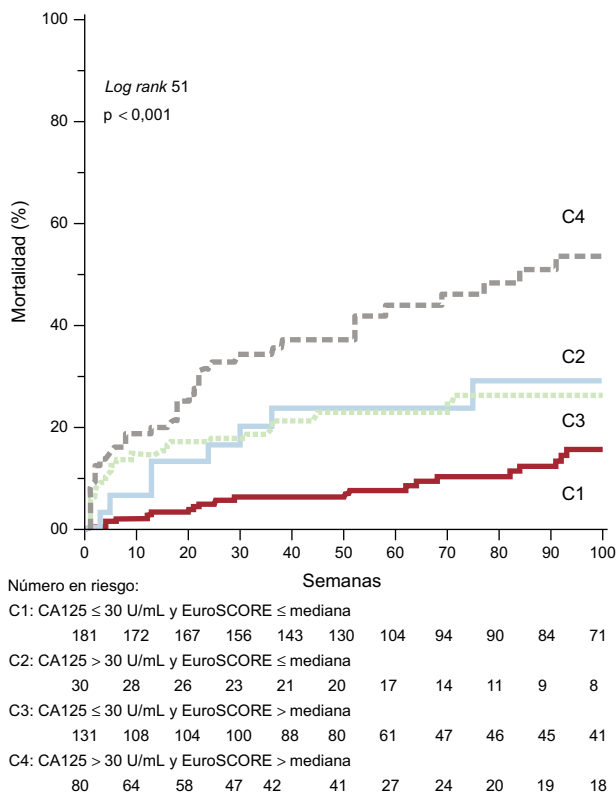 100
80
60
40
20
00
Mortalidad (%)
Log rank 51
p < 0,001
C4
C2
C3
C1
0 10 20 30 40 50 60 70 80 90 100
Semanas
Número en riesgo:
C1: CA125 ≤ 30 U/mL y EuroSCORE ≤ mediana
181 172 167 156 143 130 104 94 90 84 71
C2: CA125 > 30 U/mL y EuroSCORE ≤ mediana
30 28 26 23 21 20 17 14 11 9 8
C3: CA125 ≤ 30 U/mL y EuroSCORE > mediana
131 108 104 100 88 80 61 47 46 45 41
C4: CA125 > 30 U/mL y EuroSCORE > mediana
80 64 58 47 42 41 27 24 20 19 18